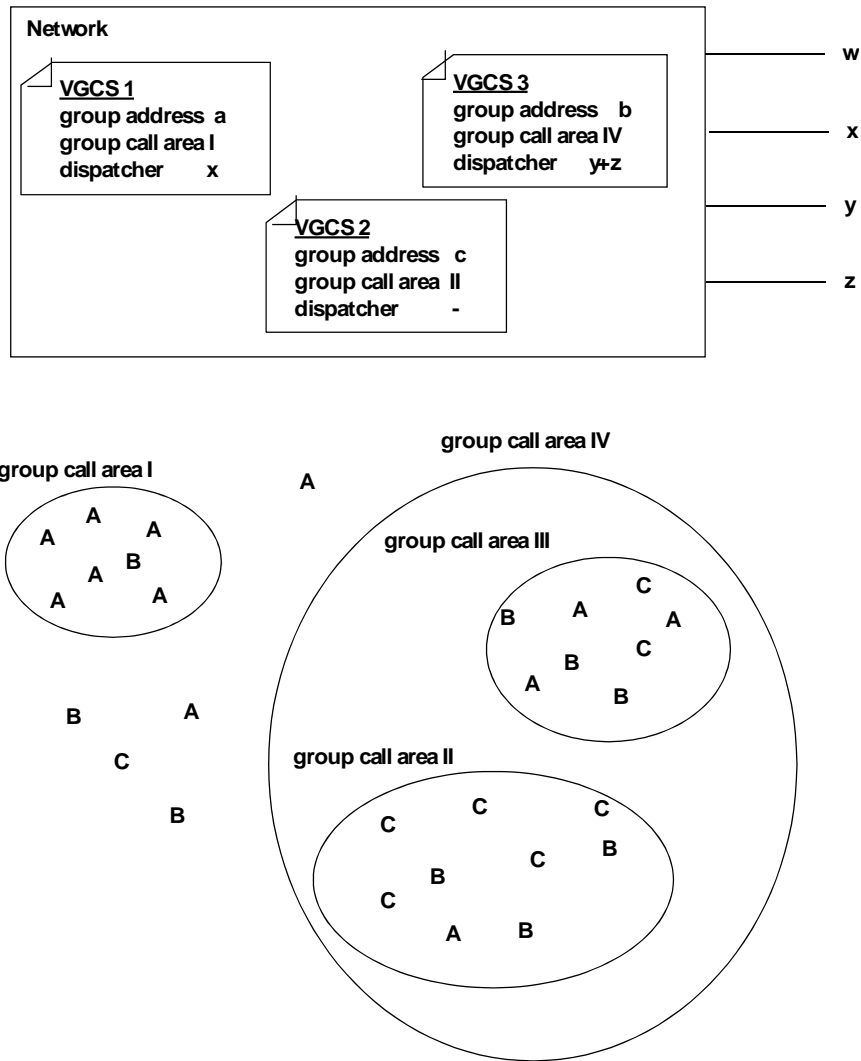 Network
VGCS 1
group address a
group call area I
dispatcher x
VGCS 3
group address b
group call area IV
dispatcher y+z
VGCS 2
group address c
group call area II
dispatcher -
w
x
y
z
group call area IV
group call area I
A
A
A
A
A
B
A
A
group call area III
C
B
A
A
C
B
A
B
B
A
C
B
group call area II
C
C
C
B
C
B
C
A
B